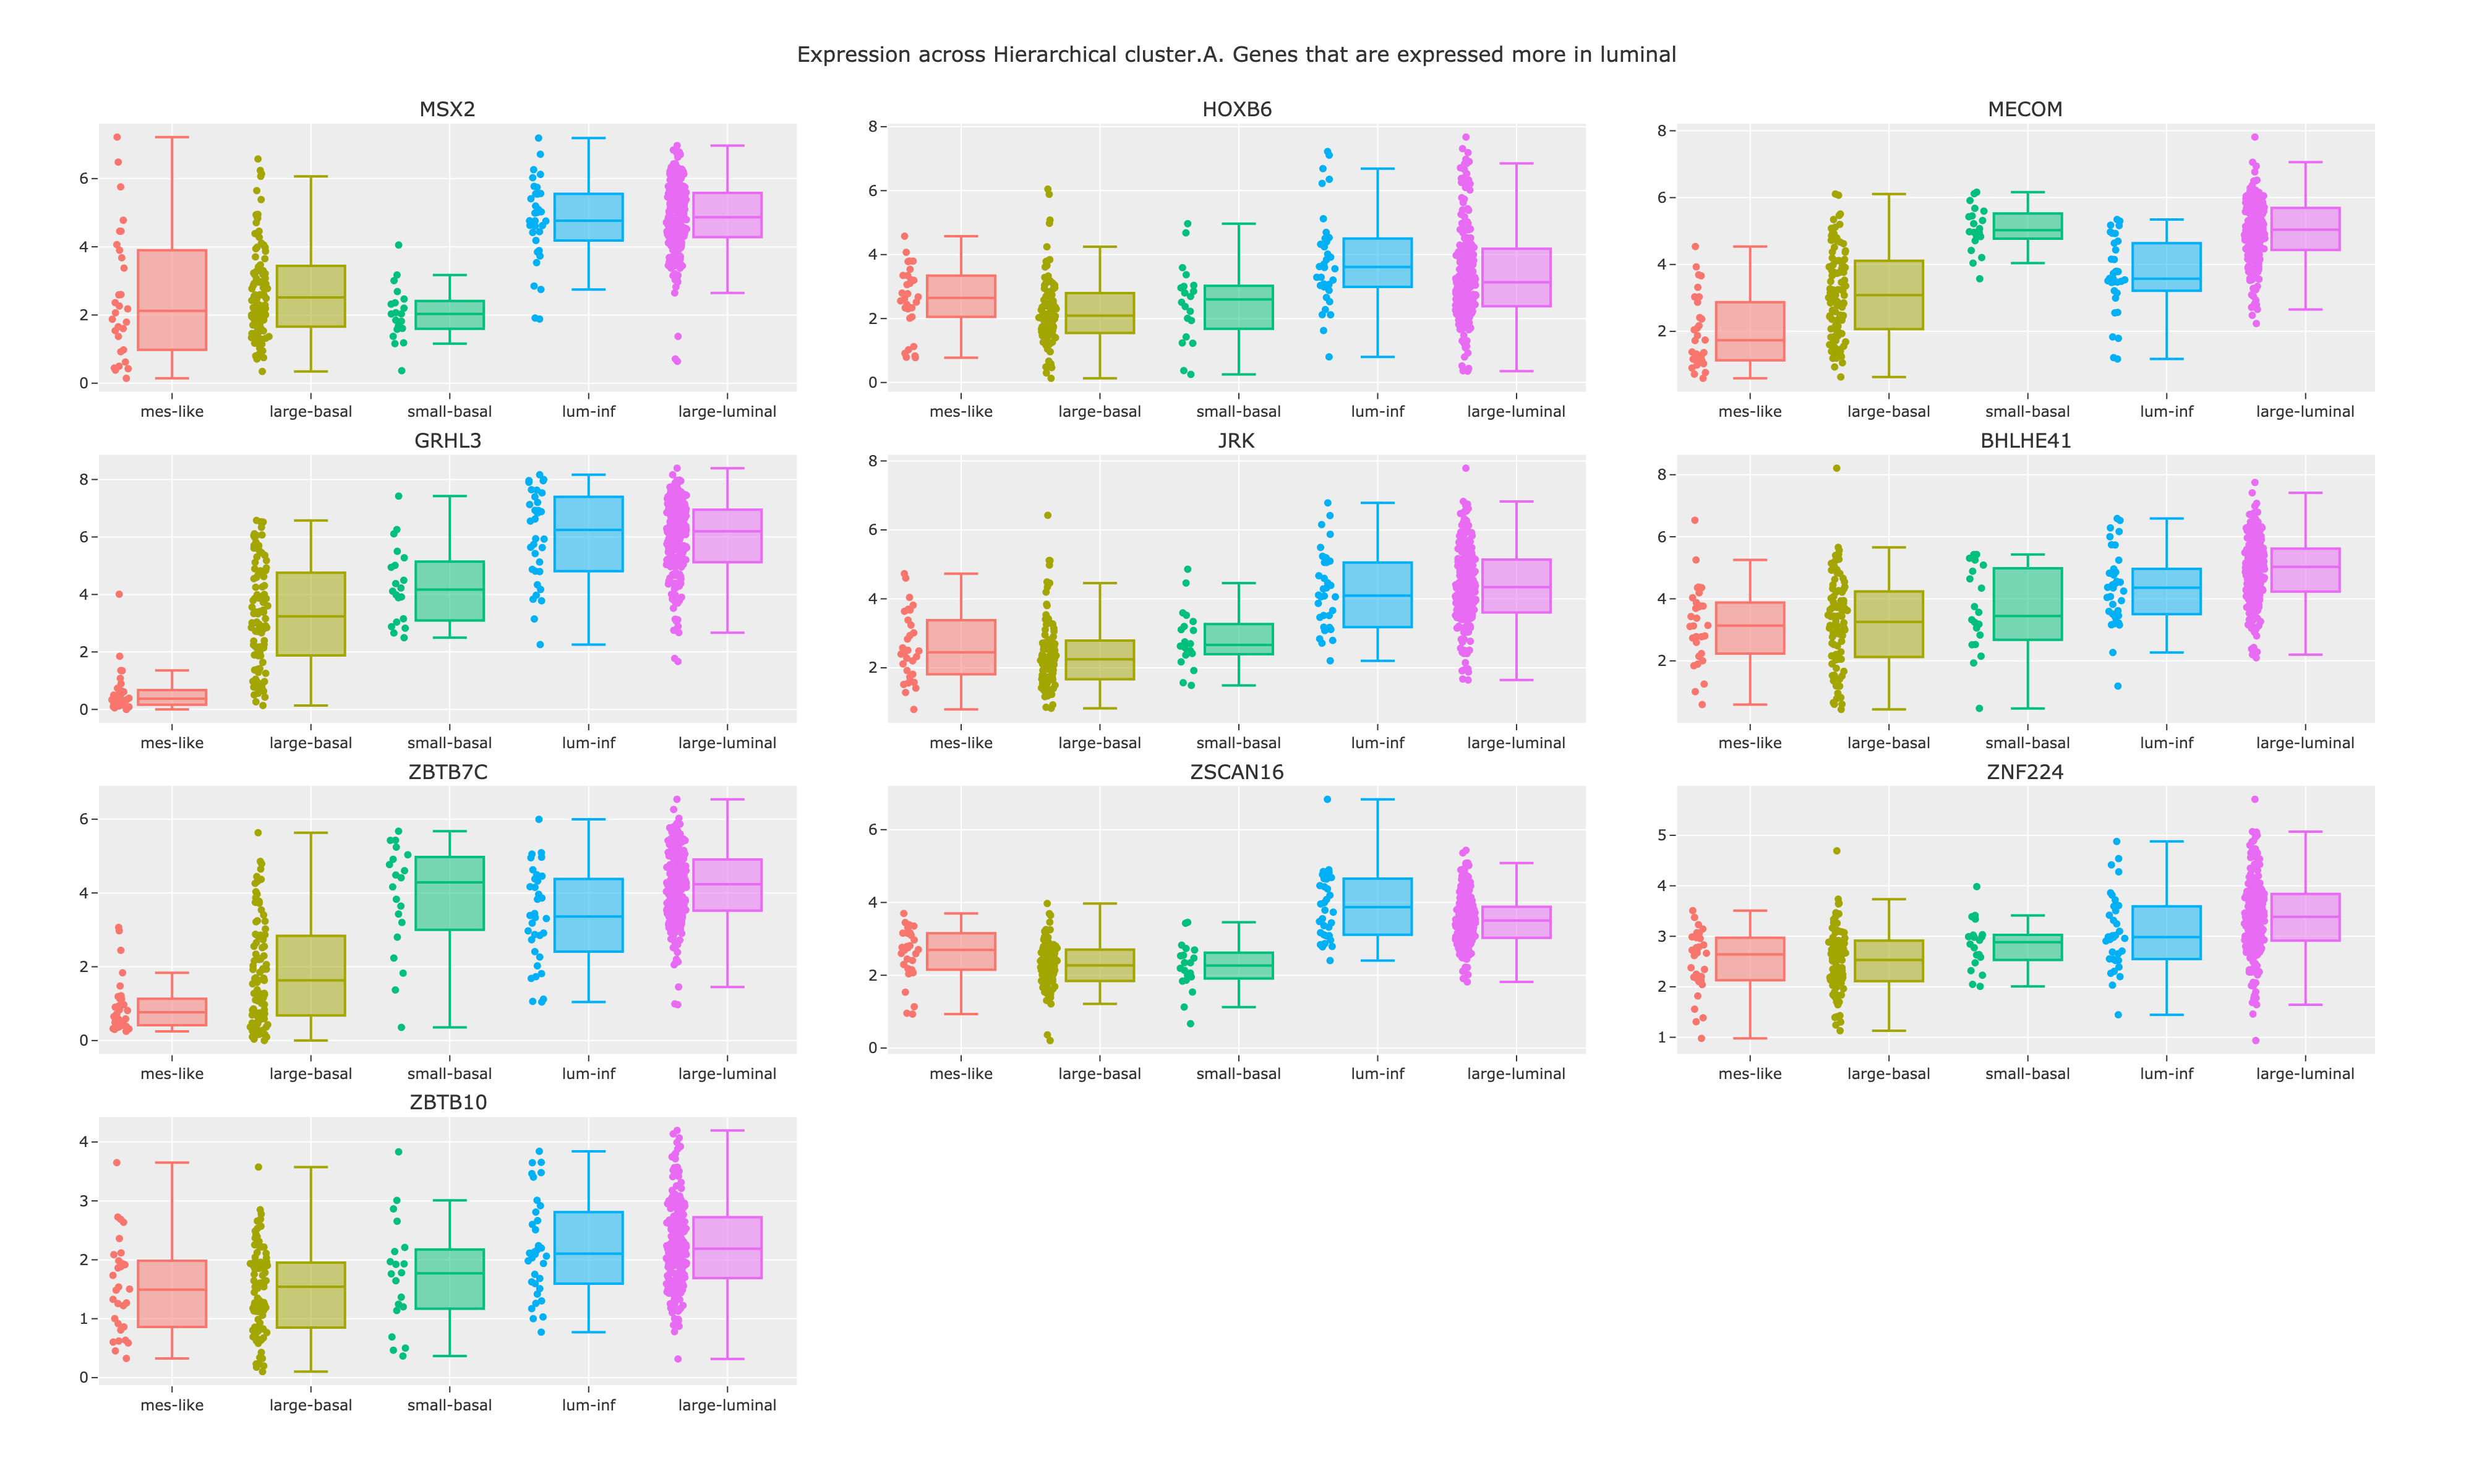 Expression across Hierarchical cluster.A. Genes that are expressed more in luminal
MSX2
HOXB6
MECOM
6
4
2
0
8
6
4
2
0
8
6
4
2
mes-like large-basal small-basal lum-inf large-luminal
mes-like large-basal small-basal lum-inf large-luminal
mes-like large-basal small-basal lum-inf large-luminal
GRHL3
JRK
BHLHE41
8
6
4
2
0
8
6
4
2
8
6
4
2
mes-like large-basal small-basal lum-inf large-luminal
mes-like large-basal small-basal lum-inf large-luminal
mes-like large-basal small-basal lum-inf large-luminal
ZBTB7C
ZSCAN16
ZNF224
6
4
2
0
6
4
2
0
5
4
3
2
1
mes-like large-basal small-basal lum-inf large-luminal
mes-like large-basal small-basal lum-inf large-luminal
mes-like large-basal small-basal lum-inf large-luminal
ZBTB10
4
3
2
1
0
mes-like large-basal small-basal lum-inf large-luminal